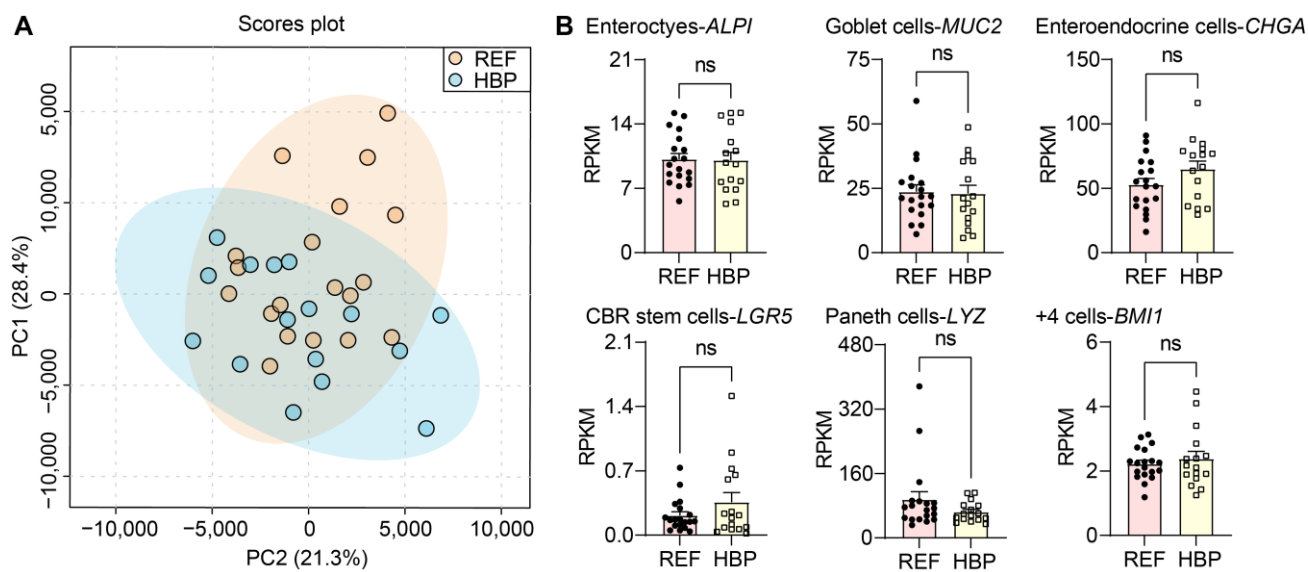 A
Scores plot
REF
HBP
5,000
10,000
0
−5,000
−10,000
PC1 (28.4%)
−10,000
−5,000
0
5,000
10,000
PC2 (21.3%)
B
Enteroctyes-ALPI
ns
RPKM
21
14
7
0
REF
HBP
Goblet cells-MUC2
ns
RPKM
75
50
25
0
REF
HBP
Enteroendocrine cells-CHGA
ns
RPKM
150
100
50
0
REF
HBP
CBR stem cells-LGR5
ns
RPKM
2.1
1.4
0.7
0.0
REF
HBP
Paneth cells-LYZ
ns
RPKM
480
320
160
0
REF
HBP
+4 cells-BMI1
ns
RPKM
6
4
2
0
REF
HBP